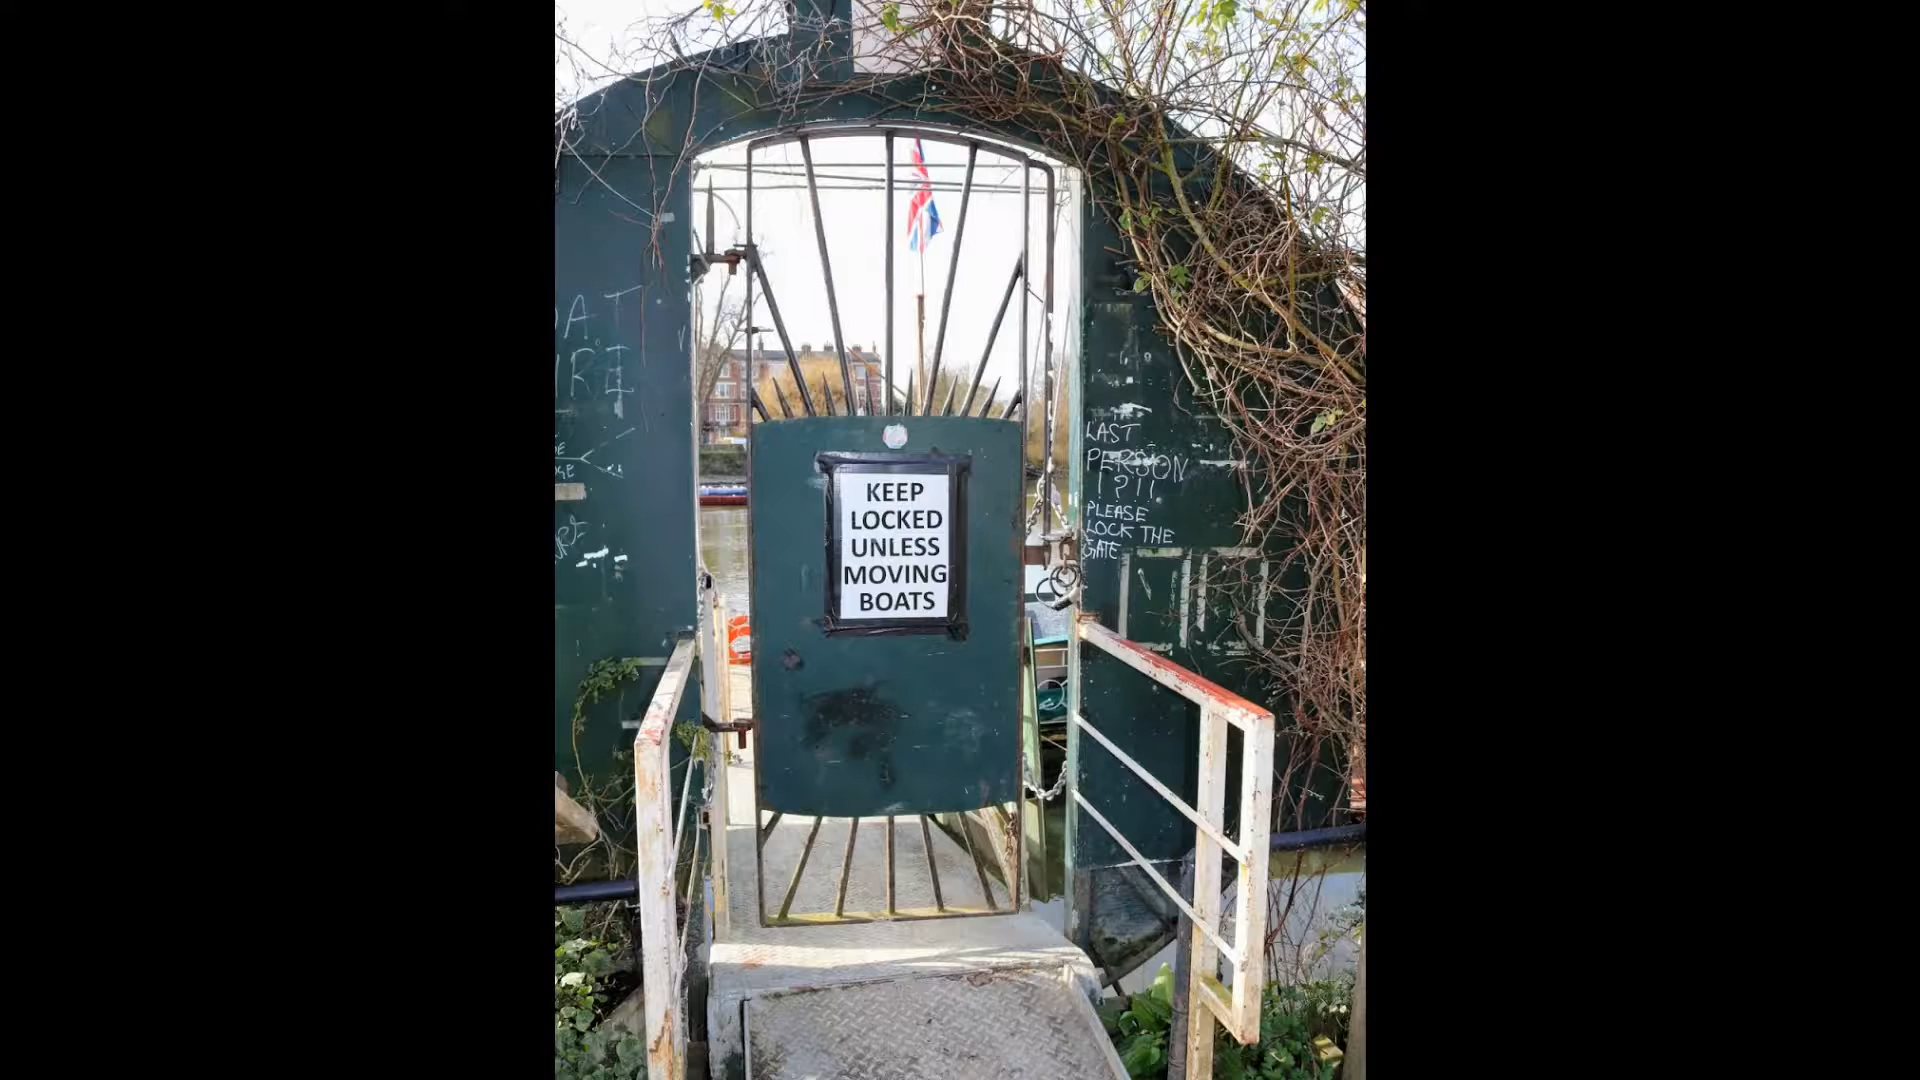 KEEP
LOCKED
UNLESS
MOVING
BOATS
LAST
PERSON
!?!!
PLEASE
LOCK THE
GATE